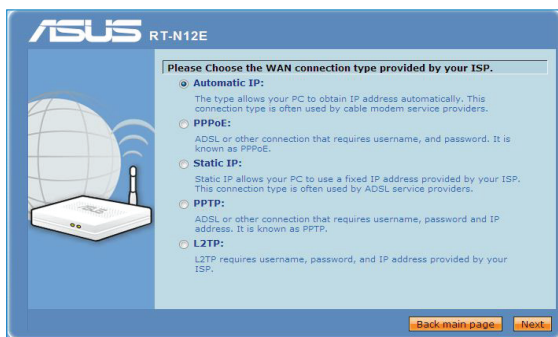 ASUS RT-N12E
Please Choose the WAN connection type provided by your ISP.
Automatic IP:
The type allows your PC to obtain IP address automatically. This
connection type is often used by cable modem service providers.
PPPoE:
ADSL or other connection that requires username, and password. It is
known as PPPoE.
Static IP:
Static IP allows your PC to use a fixed IP address provided by your ISP.
This connection type is often used by ADSL service providers.
PPTP:
ADSL or other connection that requires username, password and IP
address. It is known as PPTP.
L2TP:
L2TP requires username, password, and IP address provided by your
ISP.
ASUS
Back main page Next